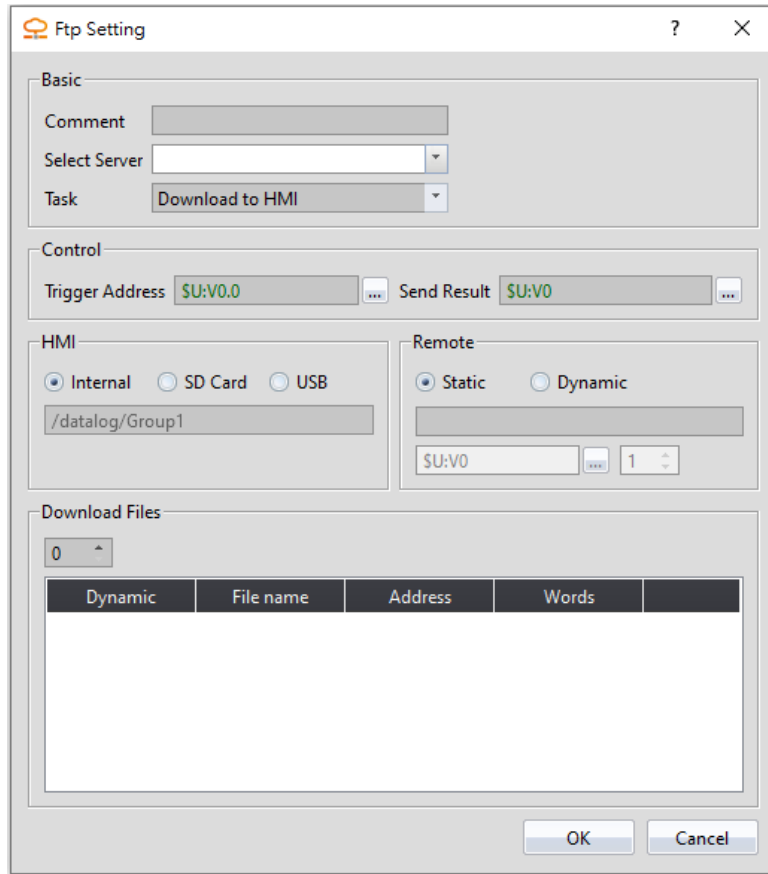 Ftp Setting ? ×
Basic
Comment
Select Server
Task Download to HMI
Control
Trigger Address $U:V0.0 ... Send Result $U:V0 ...
HMI
Internal SD Card USB
/datalog/Group1
Remote
Static Dynamic
$U:V0 ... 1
Download Files
0
Dynamic File name Address Words
OK Cancel